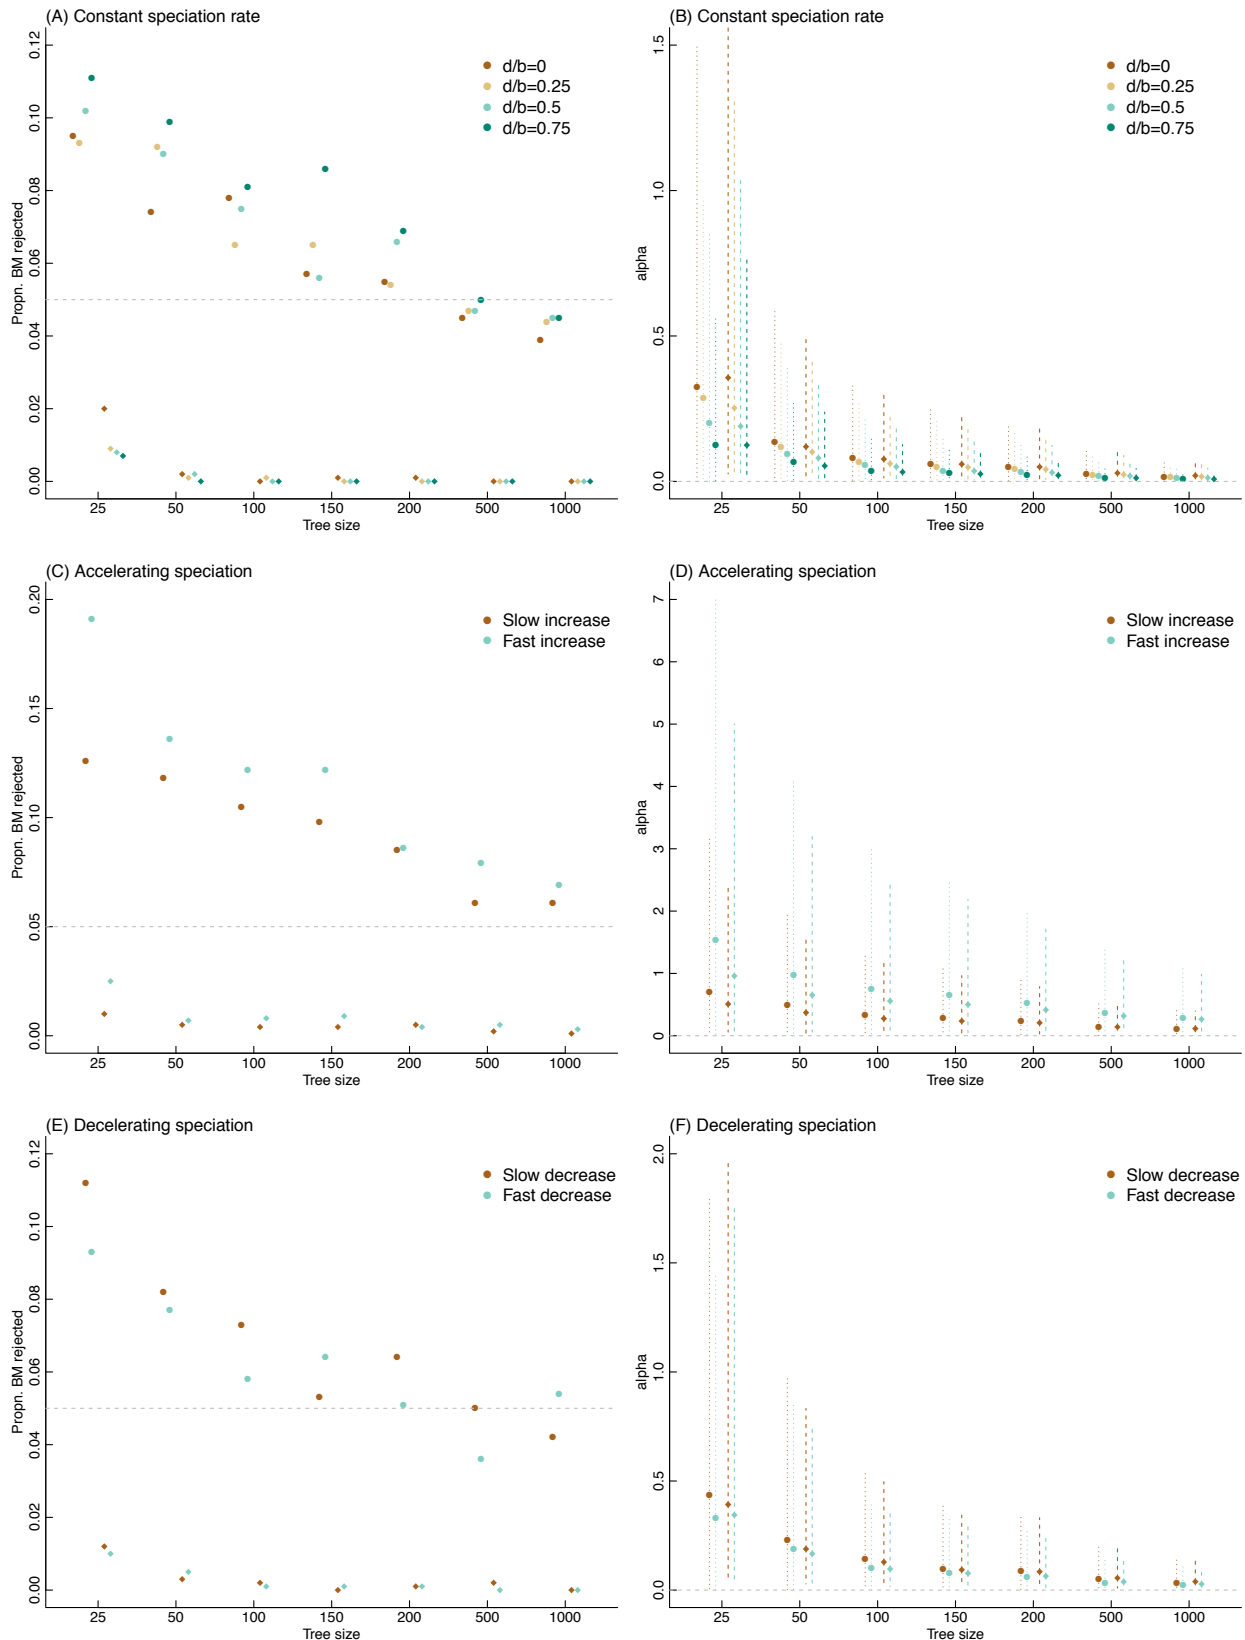 (A) Constant speciation rate
Propn. BM rejected
0.12
0.10
0.08
0.06
0.04
0.02
0.00
d/b=0
d/b=0.25
d/b=0.5
d/b=0.75
25 50 100 150 200 500 1000
Tree size
(B) Constant speciation rate
alpha
1.5
1.0
0.5
0.0
d/b=0
d/b=0.25
d/b=0.5
d/b=0.75
25 50 100 150 200 500 1000
Tree size
(C) Accelerating speciation
Propn. BM rejected
0.20
0.15
0.10
0.05
0.00
Slow increase
Fast increase
25 50 100 150 200 500 1000
Tree size
(D) Accelerating speciation
alpha
7
6
5
4
3
2
1
0
Slow increase
Fast increase
25 50 100 150 200 500 1000
Tree size
(E) Decelerating speciation
Propn. BM rejected
0.12
0.10
0.08
0.06
0.04
0.02
0.00
Slow decrease
Fast decrease
25 50 100 150 200 500 1000
Tree size
(F) Decelerating speciation
alpha
2.0
1.5
1.0
0.5
0.0
Slow decrease
Fast decrease
25 50 100 150 200 500 1000
Tree size